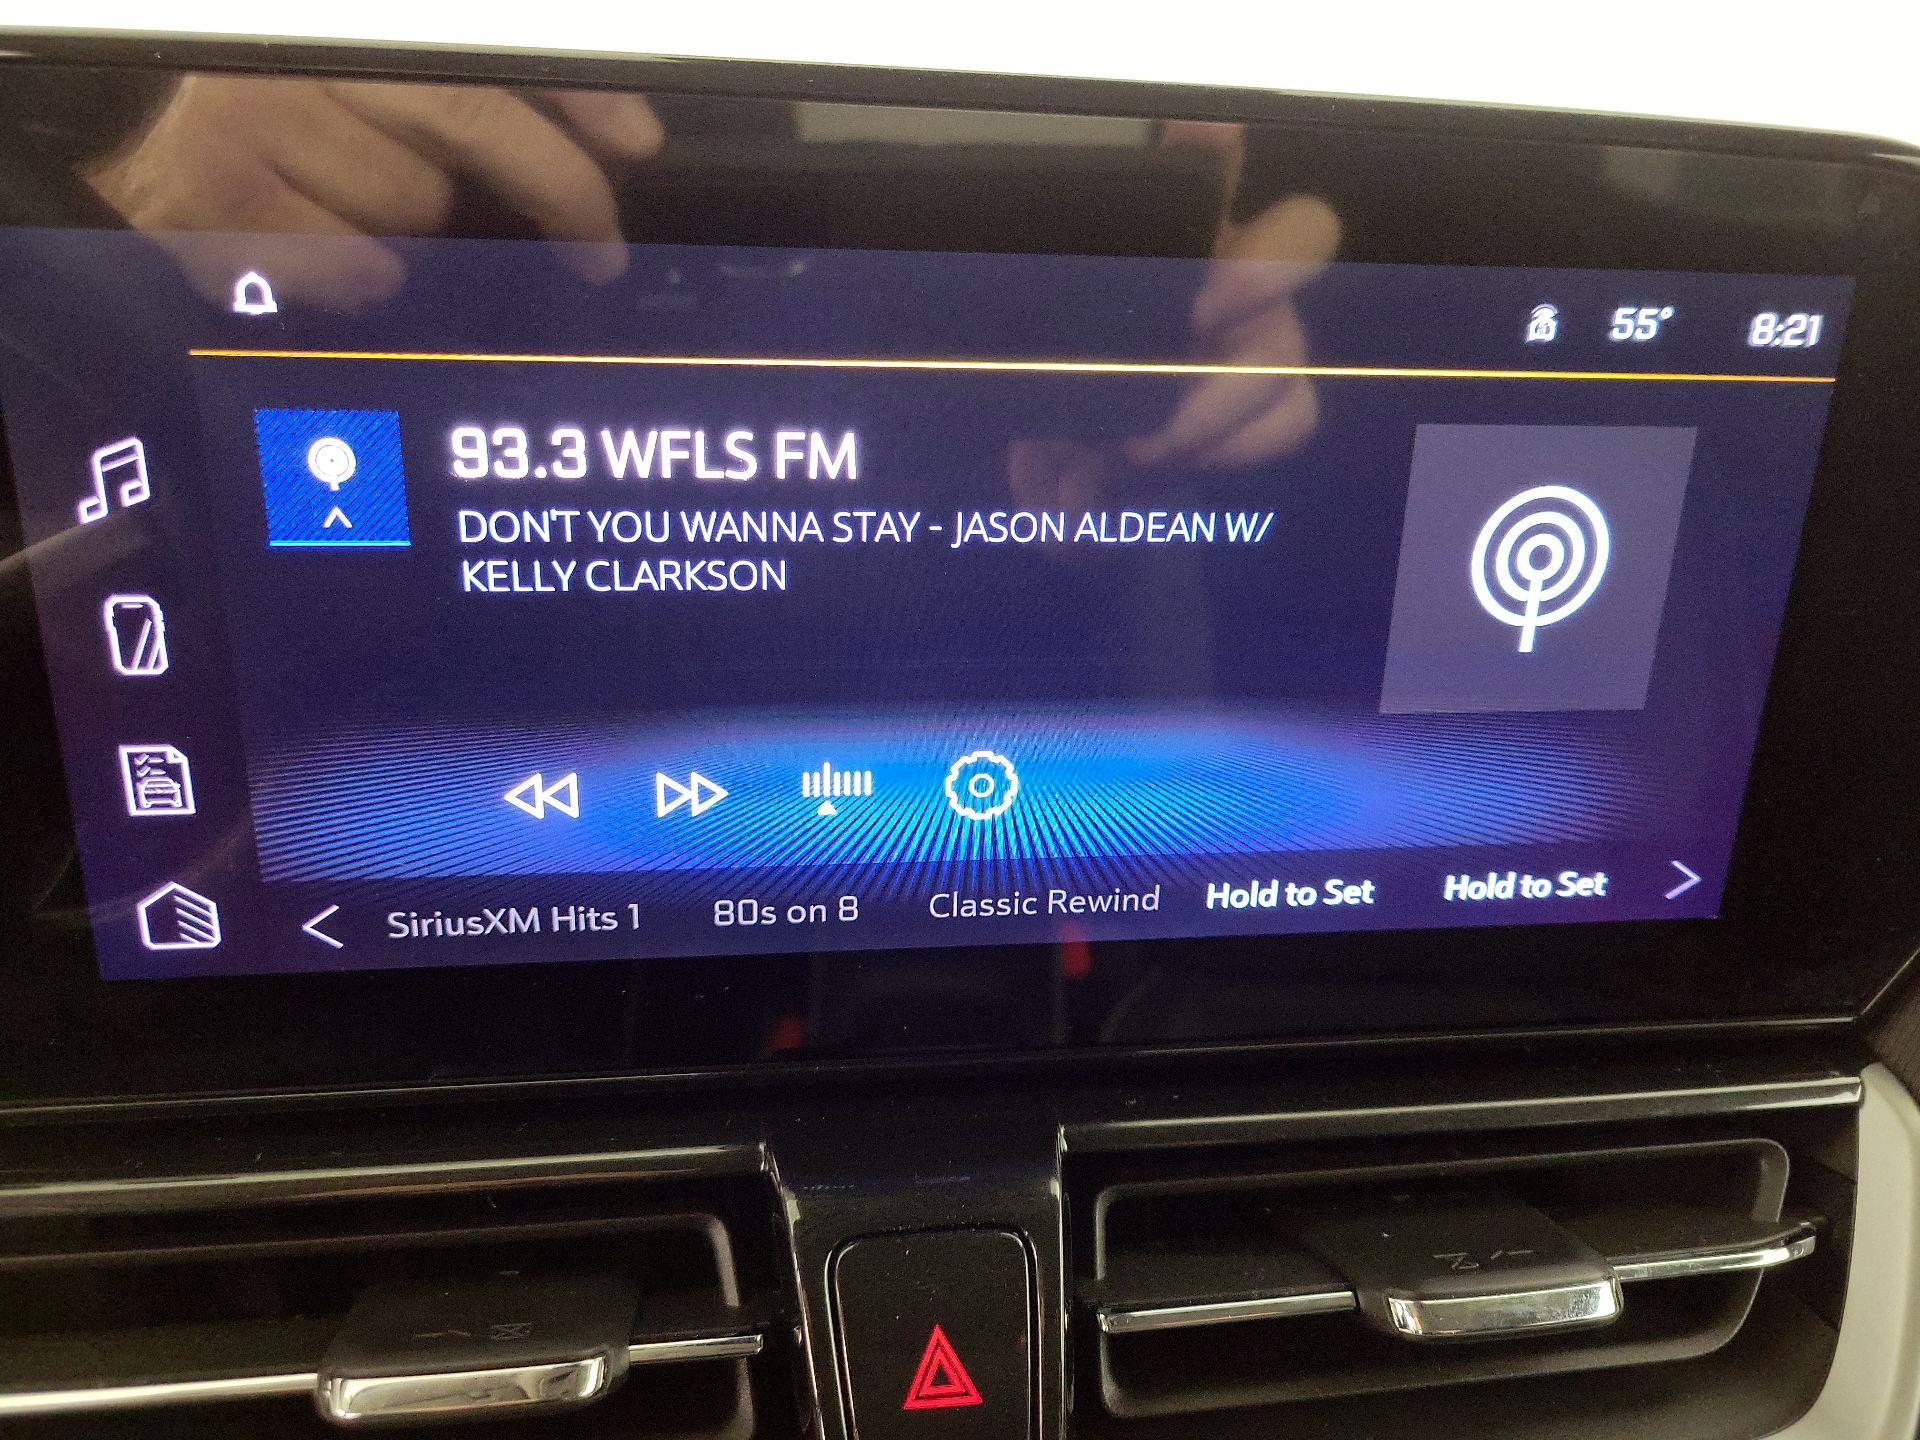 55° 8:21
93.3 WFLS FM
DON'T YOU WANNA STAY - JASON ALDEAN W/
KELLY CLARKSON
SiriusXM Hits 1 80s on 8 Classic Rewind Hold to Set Hold to Set